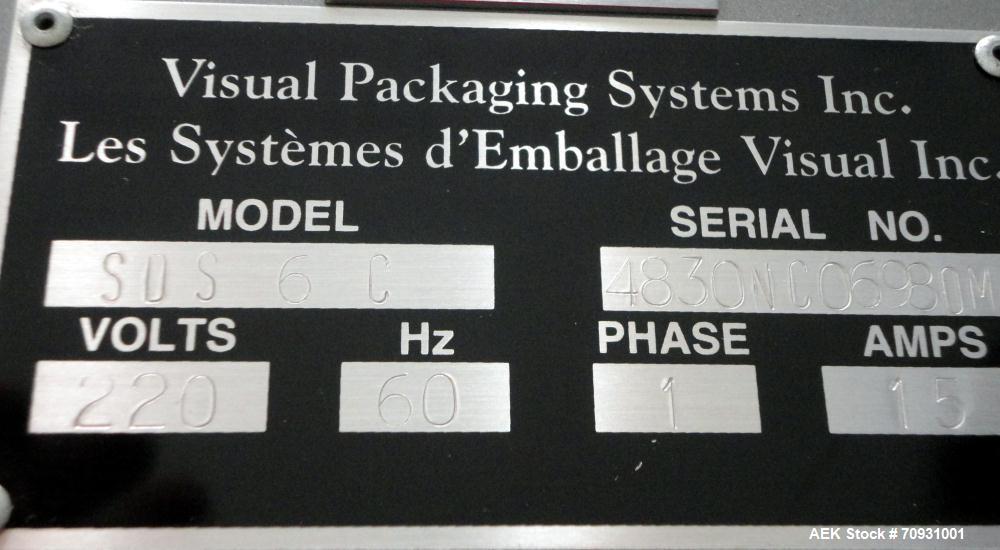 Visual Packaging Systems Inc.
Les Systèmes d'Emballage Visual Inc.
MODEL SERIAL NO.
SOS 6 C 4830NC06980M
VOLTS Hz PHASE AMPS
220 60 1 15
AEK Stock # 70931001